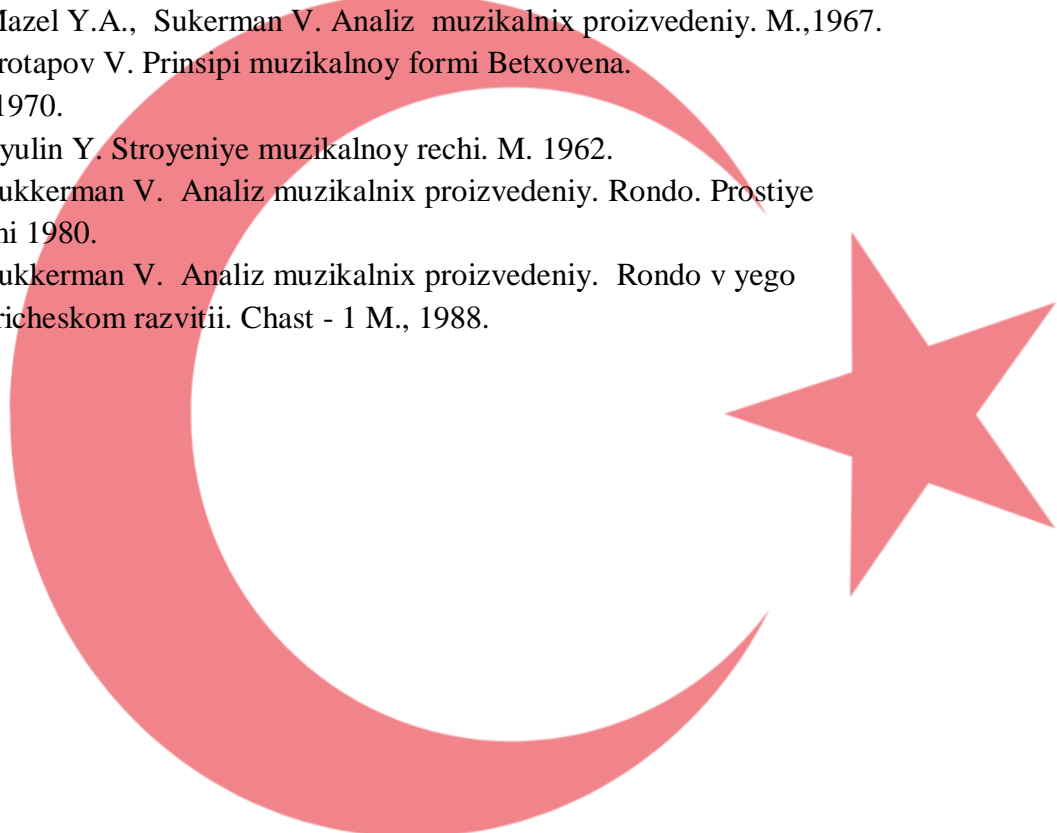 Mazel Y.A., Sukerman V. Analiz muzikalnix proizvedeniy. M.,1967.
rotapov V. Prinsipi muzikalnoy formi Betxovena.
1970.
yulin Y. Stroyeniye muzikalnoy rechi. M. 1962.
ukkerman V. Analiz muzikalnix proizvedeniy. Rondo. Prostiye
1980.
ukkerman V. Analiz muzikalnix proizvedeniy. Rondo v yego
richeskom razvitii. Chast - 1 M., 1988.